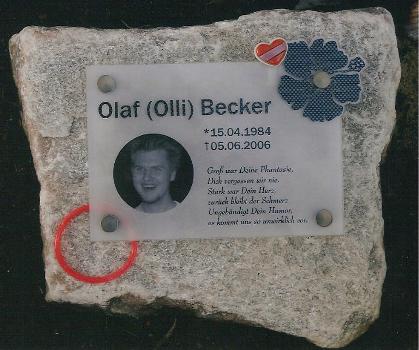 Olaf (Olli) Becker
*15.04.1984
†05.06.2006
Groß war Deine Phantasie,
Dich vergessen wir nie.
Stark war Dein Herz,
zurück bleibt der Schmerz
Ungebändigt Dein Humor,
es kommt uns so unwirklich vor.